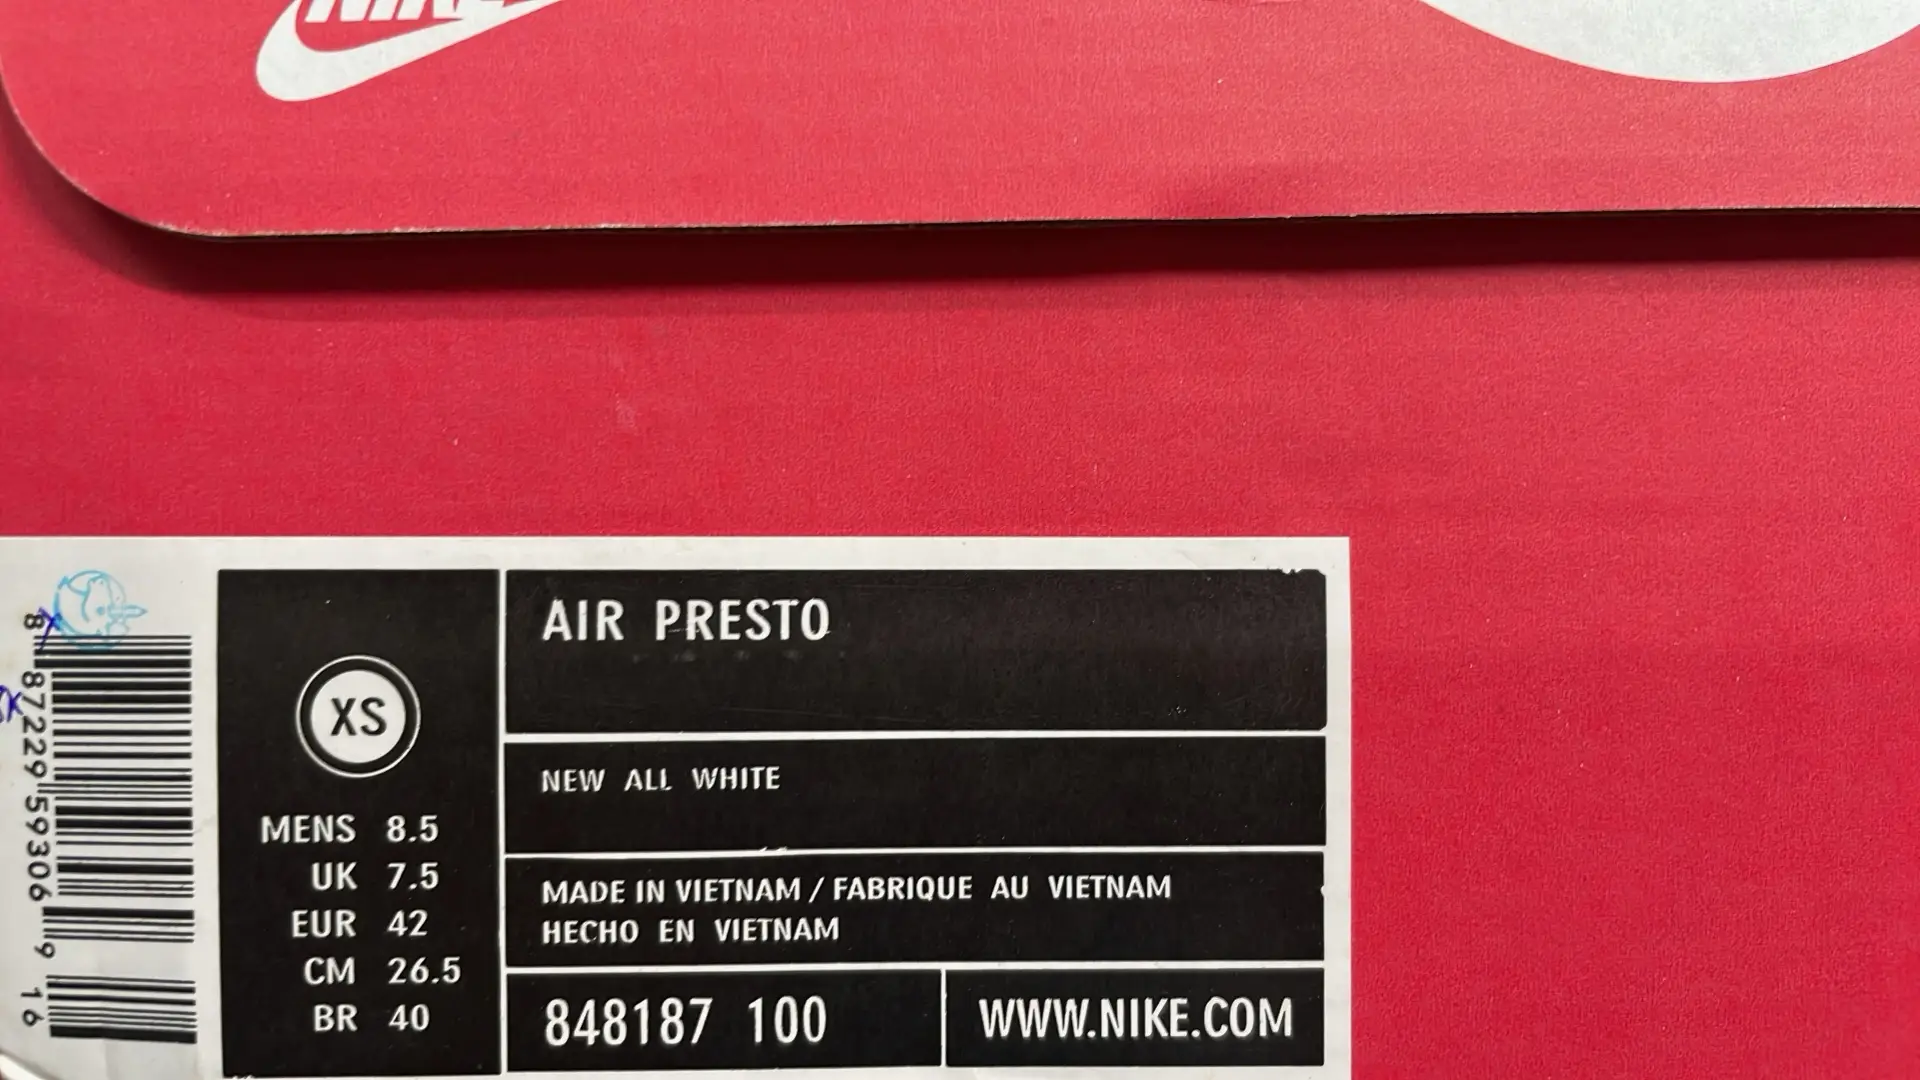 NIKE
8 87229 59306 9 16
XS
MENS 8.5
UK 7.5
EUR 42
CM 26.5
BR 40
AIR PRESTO
NEW ALL WHITE
MADE IN VIETNAM / FABRIQUE AU VIETNAM
HECHO EN VIETNAM
848187 100
WWW.NIKE.COM